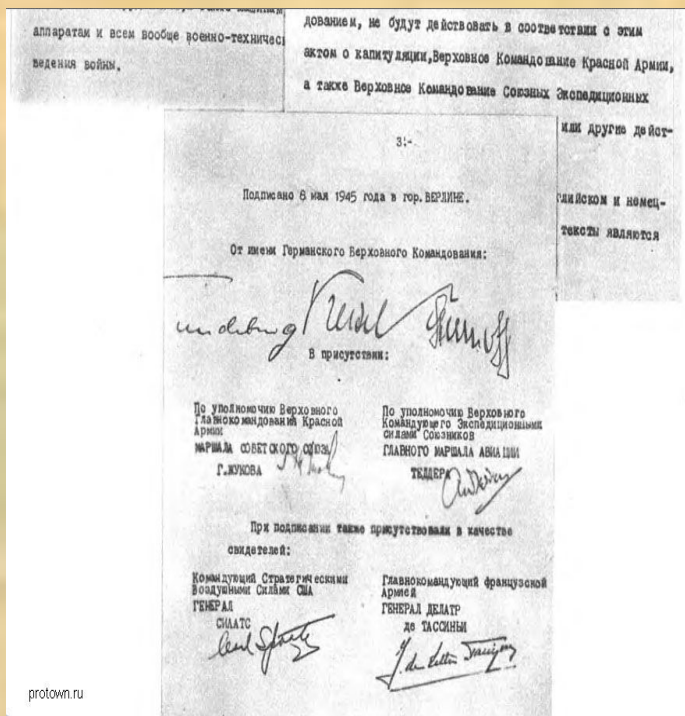 аппаратам и всем вообще военно-техничес
ведения войны.
дованием, не будут действовать в соответствии с этим
актом о капитуляции, Верховное Командование Красной Армии,
а также Верховное Командование Союзных Экспедиционных
или другие дейст-
глийском и немец-
тексты являются
3.-
Подписано 8 мая 1945 года в гор. БЕРЛИНЕ.
От имени Германского Верховного Командования:
В присутствии:
По уполномочию Верховного
Главнокомандования Красной
Армии
МАРШАЛА СОВЕТСКОГО СОЮЗА
Г. ЖУКОВА
По уполномочию Верховного
Командующего Экспедиционными
силами Союзников
ГЛАВНОГО МАРШАЛА АВИАЦИИ
ТЕДДЕРА
При подписании также присутствовали в качестве
свидетелей:
Командующий Стратегическими
Воздушными Силами США
ГЕНЕРАЛ
СПААТС
Главнокомандующий французской
Армией
ГЕНЕРАЛ ДЕЛАТР
де ТАССИНЬИ
protown.ru